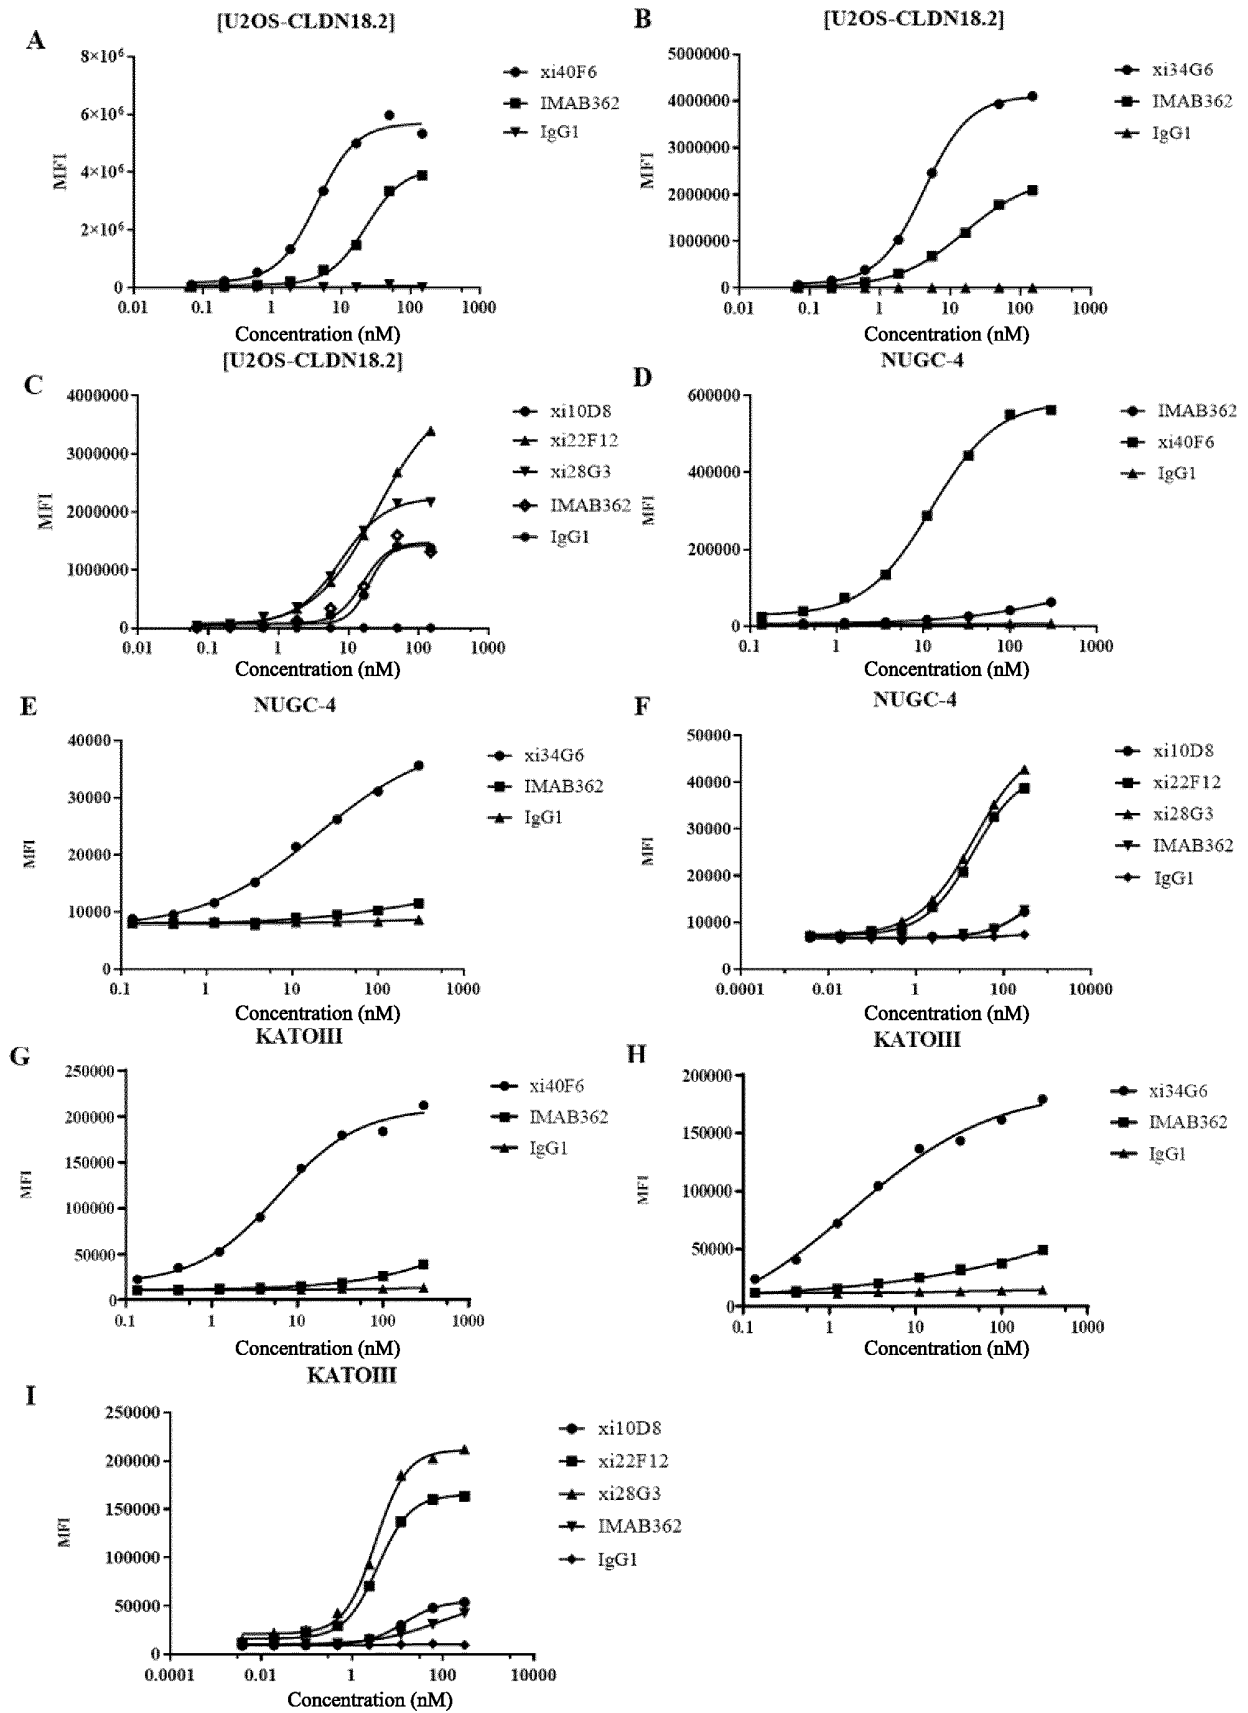 A
[U2OS-CLDN18.2]
8×10⁶
6×10⁶
4×10⁶
2×10⁶
0
MFI
0.01 0.1 1 10 100 1000
Concentration (nM)
xi40F6
IMAB362
IgG1
B
[U2OS-CLDN18.2]
5000000
4000000
3000000
2000000
1000000
0
MFI
0.01 0.1 1 10 100 1000
Concentration (nM)
xi34G6
IMAB362
IgG1
C
[U2OS-CLDN18.2]
4000000
3000000
2000000
1000000
0
MFI
0.01 0.1 1 10 100 1000
Concentration (nM)
xi10D8
xi22F12
xi28G3
IMAB362
IgG1
D
NUGC-4
600000
400000
200000
0
MFI
0.1 1 10 100 1000
Concentration (nM)
IMAB362
xi40F6
IgG1
E
NUGC-4
40000
30000
20000
10000
0
MFI
0.1 1 10 100 1000
Concentration (nM)
xi34G6
IMAB362
IgG1
F
NUGC-4
50000
40000
30000
20000
10000
0
MFI
0.0001 0.01 1 100 10000
Concentration (nM)
xi10D8
xi22F12
xi28G3
IMAB362
IgG1
G
KATOIII
250000
200000
150000
100000
50000
0
MFI
0.1 1 10 100 1000
Concentration (nM)
xi40F6
IMAB362
IgG1
H
KATOIII
200000
150000
100000
50000
0
MFI
0.1 1 10 100 1000
Concentration (nM)
xi34G6
IMAB362
IgG1
I
KATOIII
250000
200000
150000
100000
50000
0
MFI
0.0001 0.01 1 100 10000
Concentration (nM)
xi10D8
xi22F12
xi28G3
IMAB362
IgG1